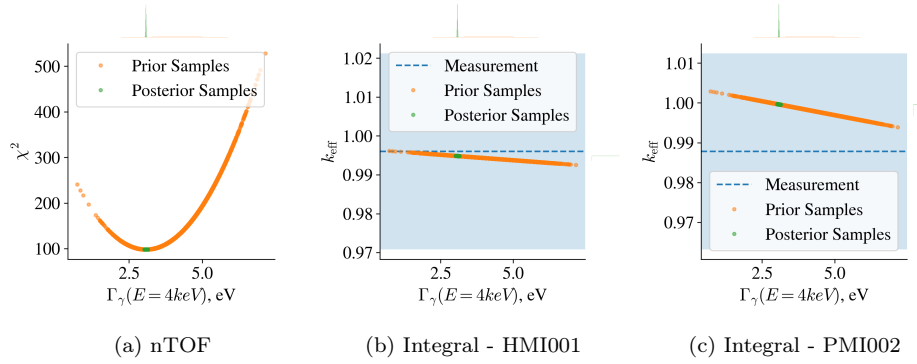 500
400
300
200
100
χ²
Prior Samples
Posterior Samples
2.5
5.0
Γγ(E = 4keV), eV
(a) nTOF
1.02
1.01
1.00
0.99
0.98
0.97
keff
Measurement
Prior Samples
Posterior Samples
2.5
5.0
Γγ(E = 4keV), eV
(b) Integral - HMI001
1.01
1.00
0.99
0.98
0.97
keff
Measurement
Prior Samples
Posterior Samples
2.5
5.0
Γγ(E = 4keV), eV
(c) Integral - PMI002